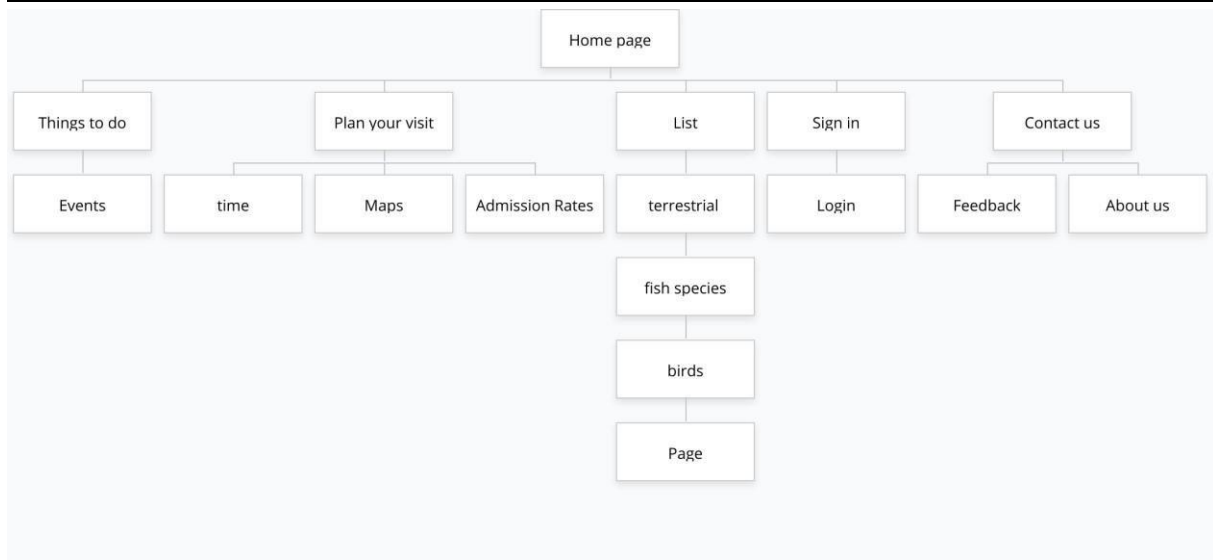 Home page
Things to do
Plan your visit
List
Sign in
Contact us
Events
time
Maps
Admission Rates
terrestrial
Login
Feedback
About us
fish species
birds
Page